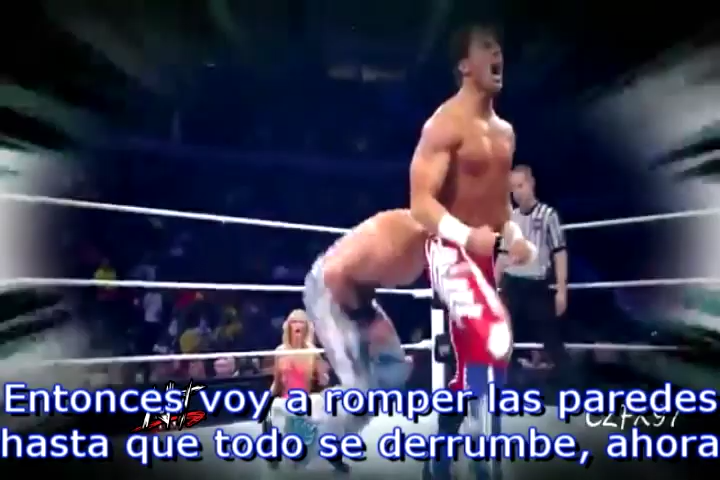 Entonces voy a romper las paredes
hasta que todo se derrumbe, ahora